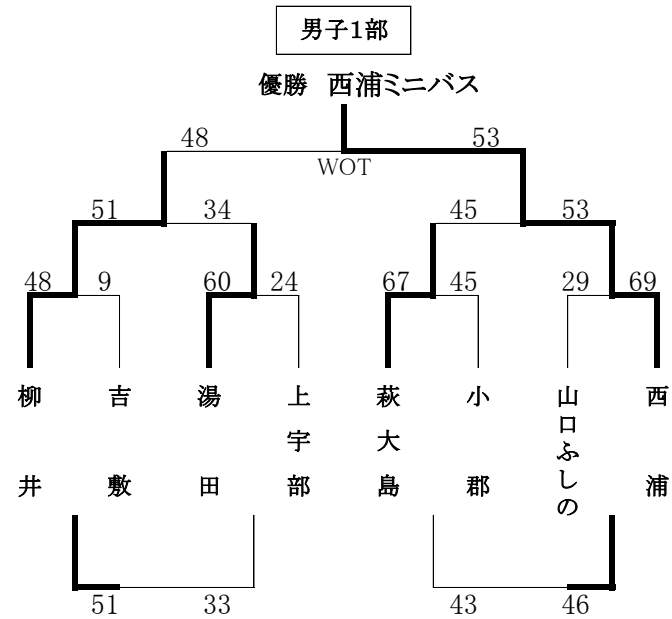 男子1部
優勝 西浦ミニバス
48 53
WOT
51 34 45 53
48 9 60 24 67 45 29 69
柳井
吉敷
湯田
上宇部
萩大島
小郡
山口ふしの
西浦
51 33 43 46